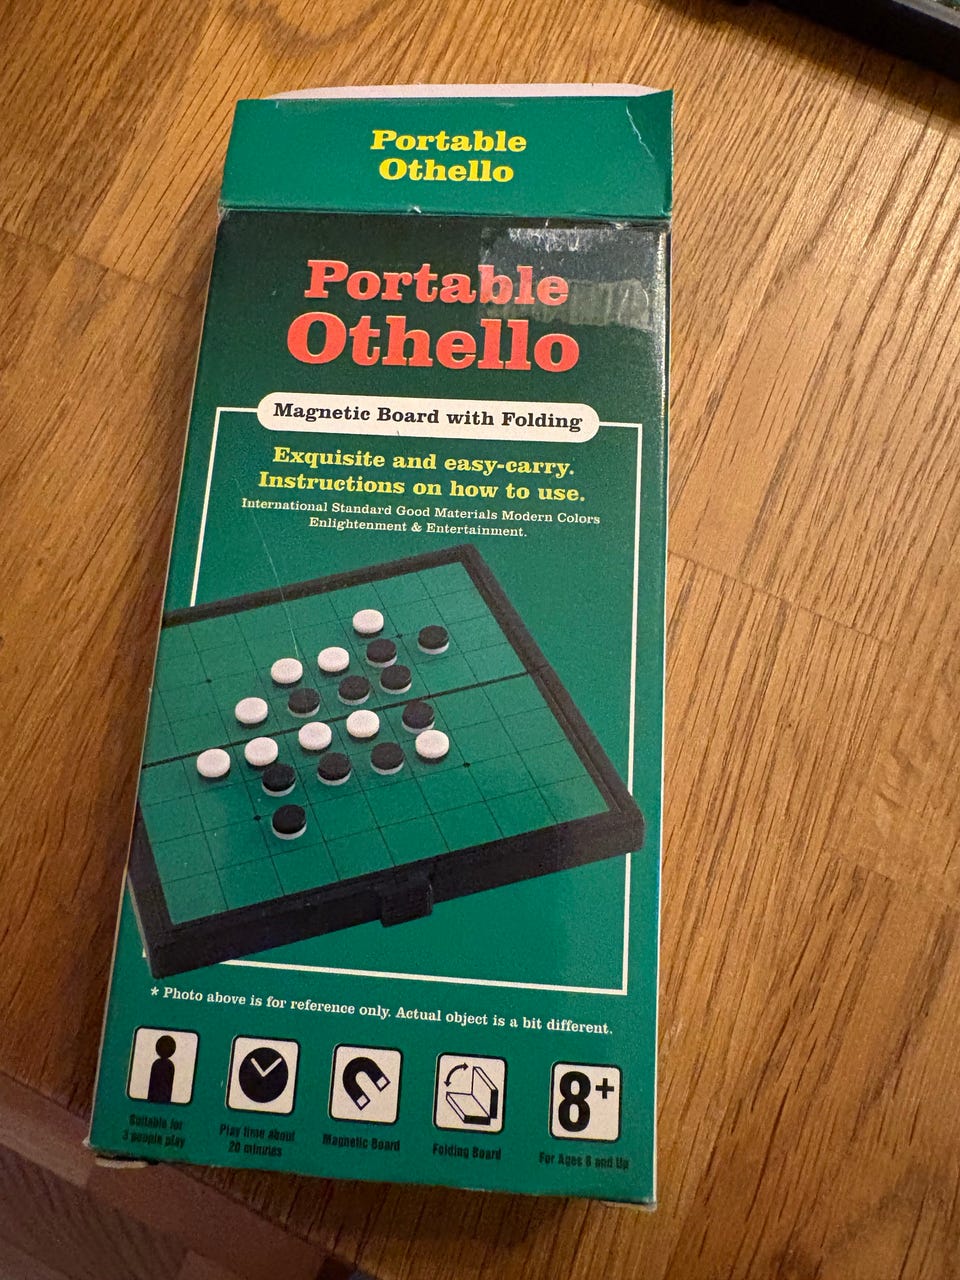 Portable
Othello
Portable
Othello
Magnetic Board with Folding
Exquisite and easy-carry.
Instructions on how to use.
International Standard Good Materials Modern Colors
Enlightenment & Entertainment.
* Photo above is for reference only. Actual object is a bit different.
8+
Suitable for
3 people play
Play time about
20 minutes
Magnetic Board
Folding Board
For Ages 8 and Up